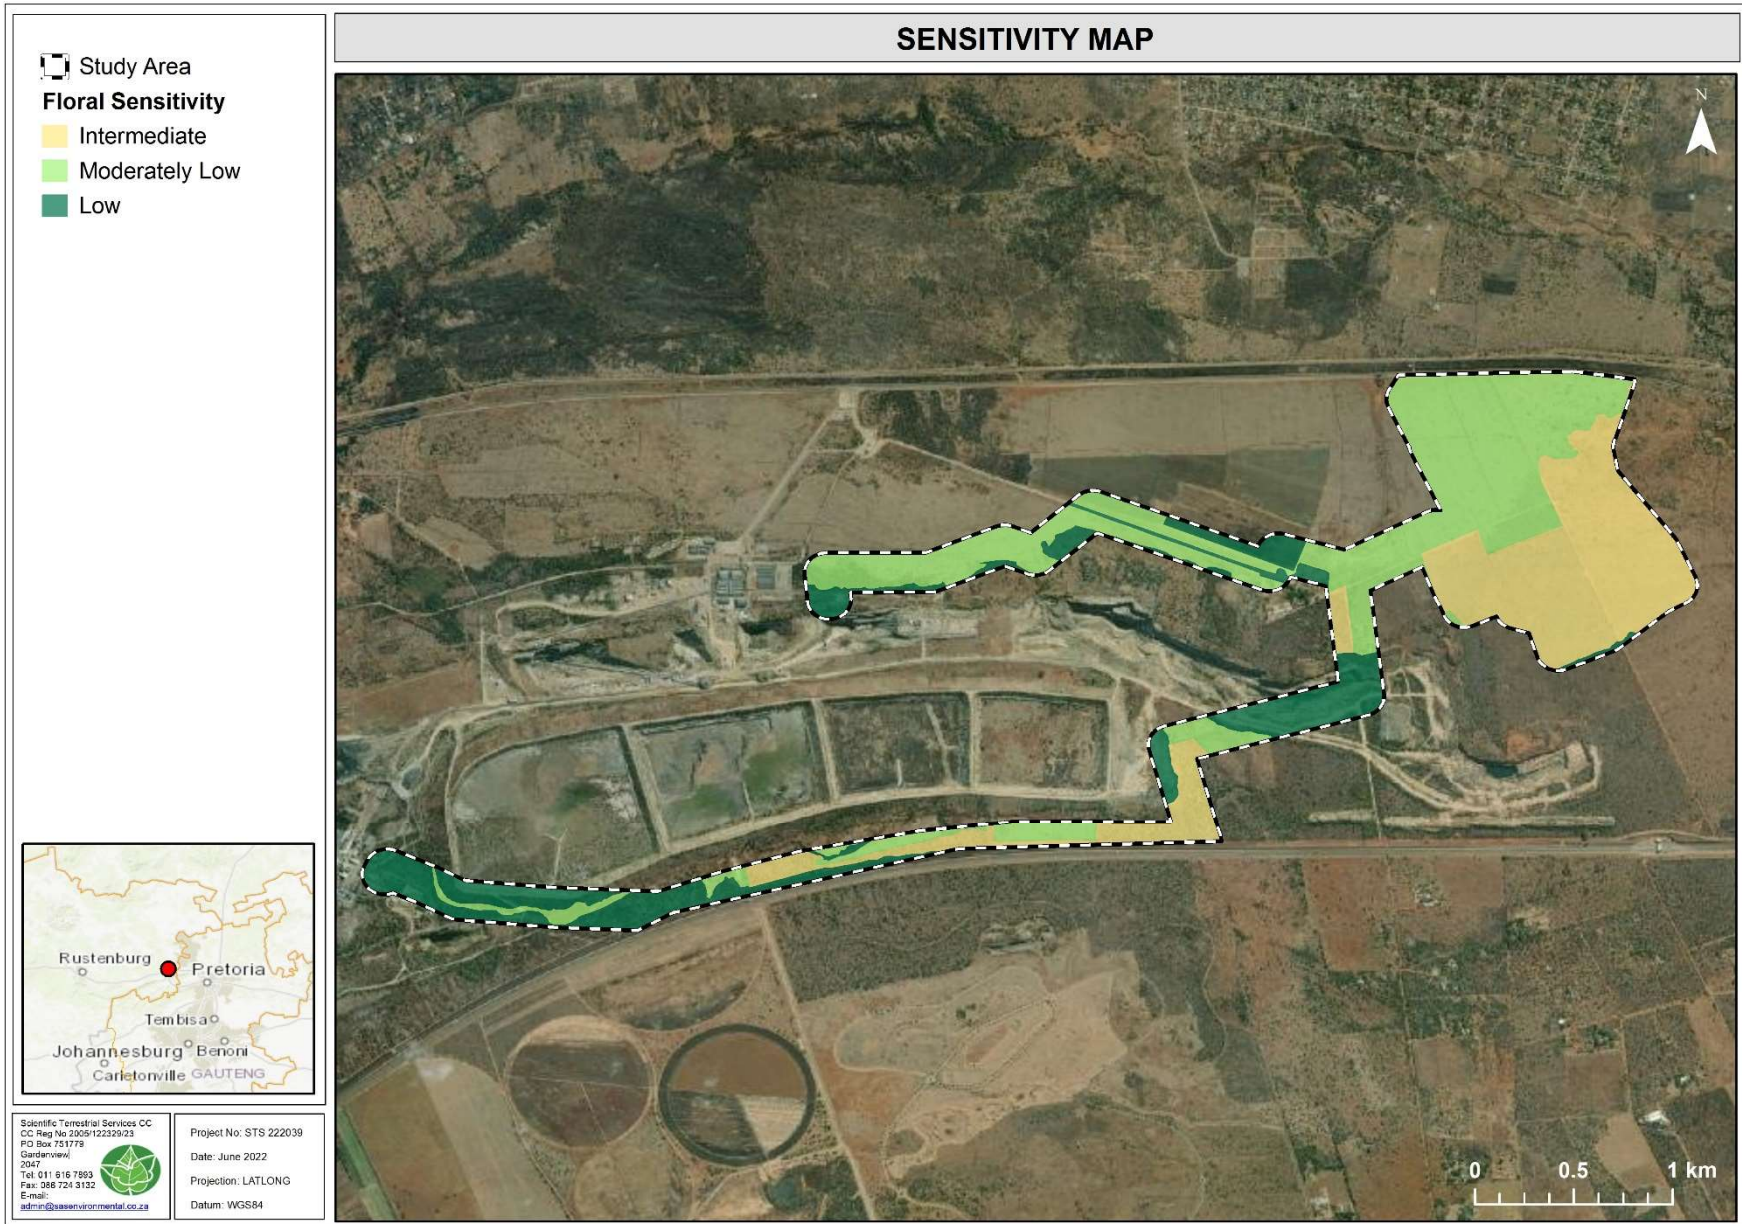 SENSITIVITY MAP
Study Area
Floral Sensitivity
Intermediate
Moderately Low
Low
N
0 0.5 1 km
Rustenburg
Pretoria
Tembisa
Johannesburg
Benoni
Carletonville
GAUTENG
Scientific Terrestrial Services CC
CC Reg No 2005/122329/23
PO Box 751779
Gardenview
2047
Tel: 011 616 7893
Fax: 086 724 3132
E-mail:
admin@sasenvironmental.co.za
Project No: STS 222039
Date: June 2022
Projection: LATLONG
Datum: WGS84